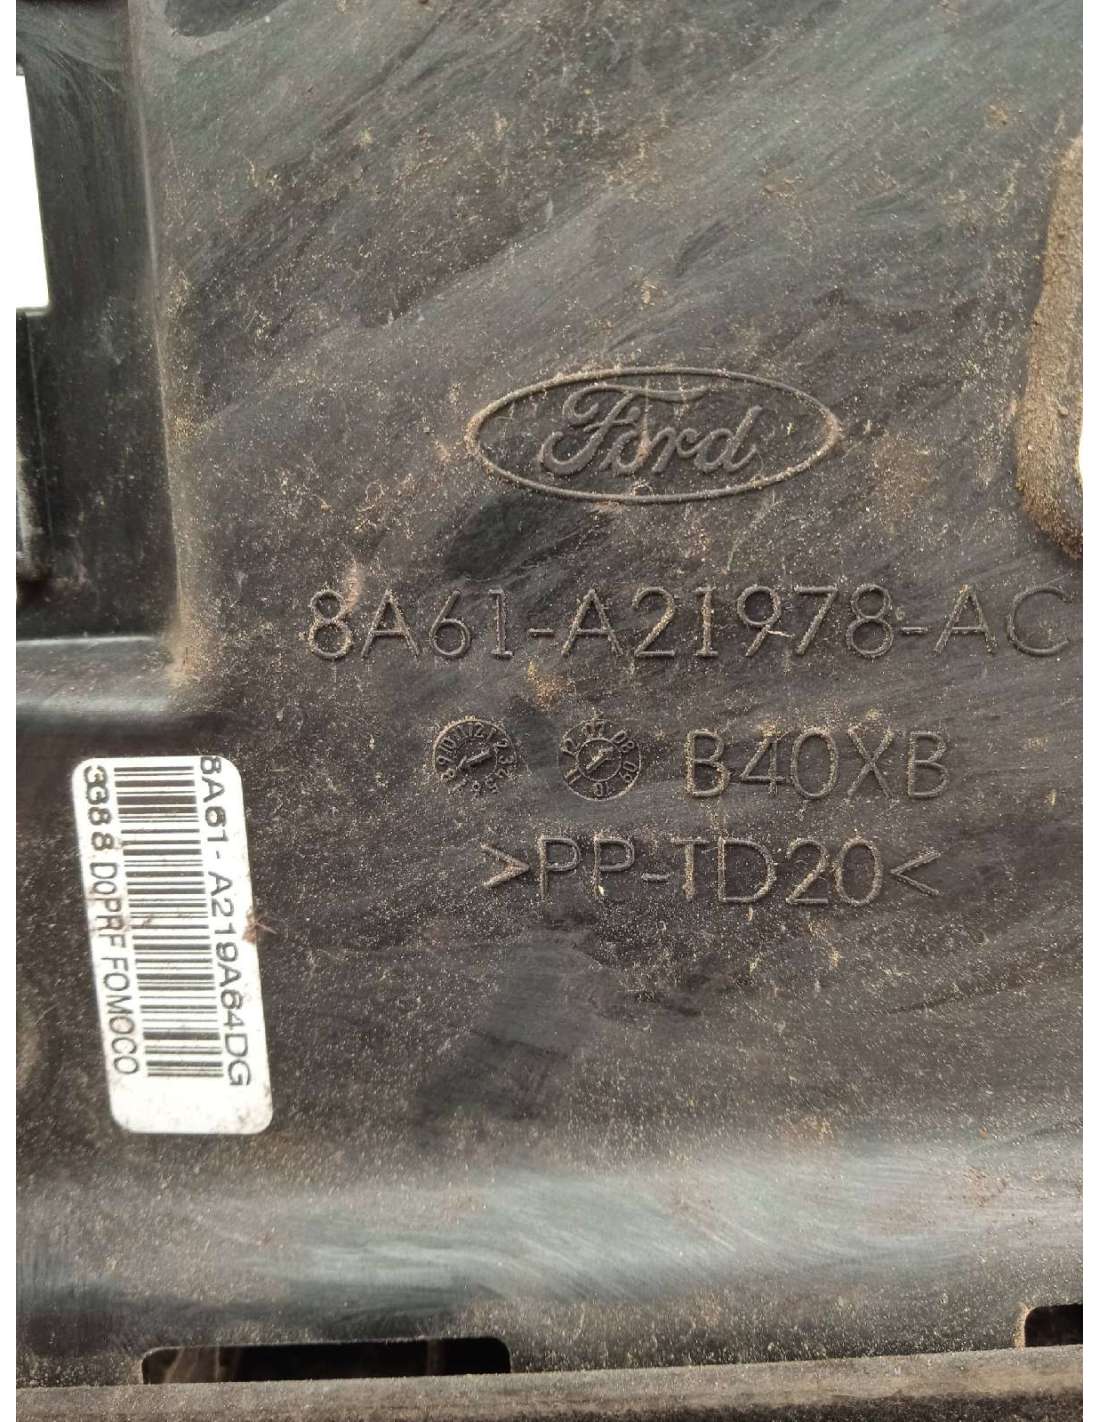 Ford
8A61-A21978-AC
B40XB
>PP-TD20<
8A61-A219A64DG
3388 DQPRF FOMOCO